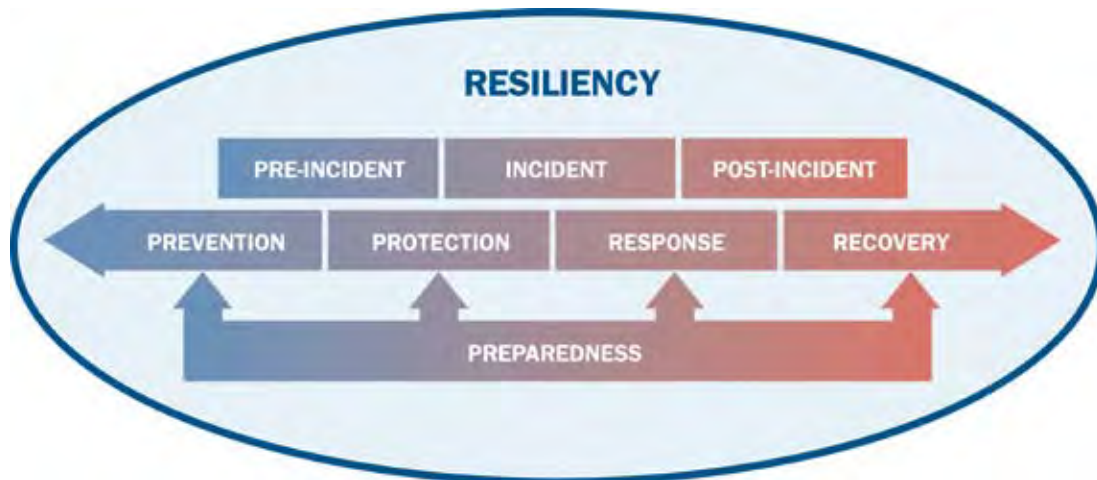 RESILIENCY
PRE-INCIDENT INCIDENT POST-INCIDENT
PREVENTION PROTECTION RESPONSE RECOVERY
PREPAREDNESS